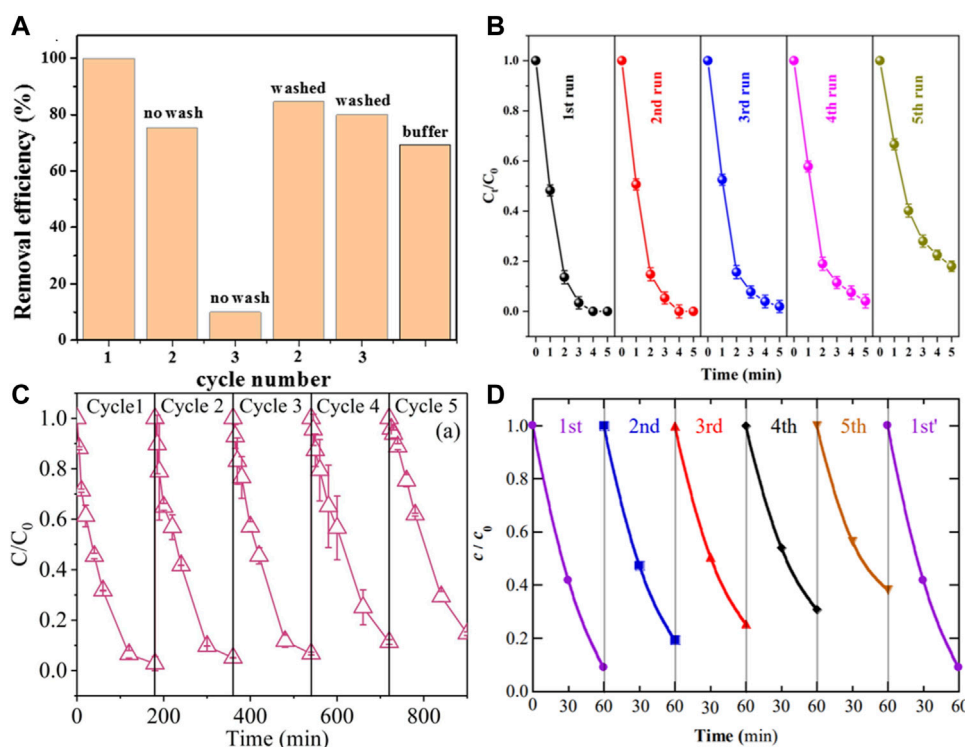 A
Removal efficiency (%)
100
80
60
40
20
0
no wash
no wash
washed
washed
buffer
1 2 3 2 3
cycle number
B
Ct/C0
1.0
0.8
0.6
0.4
0.2
0.0
1st run
2nd run
3rd run
4th run
5th run
0 1 2 3 4 5 0 1 2 3 4 5 0 1 2 3 4 5 0 1 2 3 4 5 0 1 2 3 4 5
Time (min)
C
C/C0
1.0
0.8
0.6
0.4
0.2
0.0
Cycle1 Cycle 2 Cycle 3 Cycle 4 Cycle 5
(a)
0 200 400 600 800
Time (min)
D
c / c0
1.0
0.8
0.6
0.4
0.2
0.0
1st 2nd 3rd 4th 5th 1st'
0 30 60 30 60 30 60 30 60 30 60 30 60
Time (min)